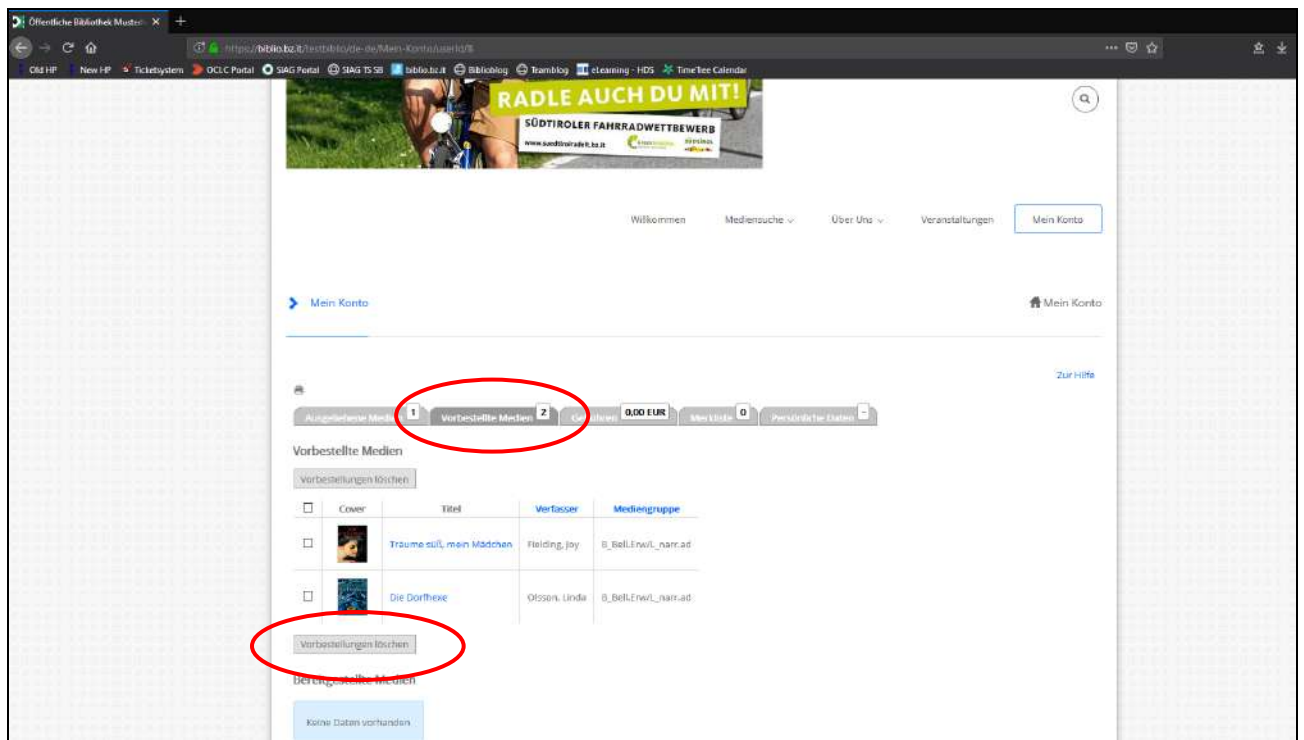 Öffentliche Bibliothek Muster
https://biblio.bz.it/testbiblio/de-de/Mein-Konto/userId/8
Old HP New HP Ticketsystem OCLC Portal SIAG Portal SIAG TS SB biblio.bz.it Biblioblog Teamblog eLearning - HDS TimeTree Calendar
RADLE AUCH DU MIT!
SÜDTIROLER FAHRRADWETTBEWERB
www.suedtirolradelt.bz.it
Willkommen Mediensuche Über Uns Veranstaltungen Mein Konto
Mein Konto Mein Konto
Zur Hilfe
Ausgeliehene Medien 1 Vorbestellte Medien 2 Gebühren 0,00 EUR Merkliste 0 Persönliche Daten -
Vorbestellte Medien
Vorbestellungen löschen
Cover Titel Verfasser Mediengruppe
Träume süß, mein Mädchen Fielding, Joy B_Bell.Erw/L_narr.ad
Die Dorfhexe Olsson, Linda B_Bell.Erw/L_narr.ad
Vorbestellungen löschen
Bereitgestellte Medien
Keine Daten vorhanden